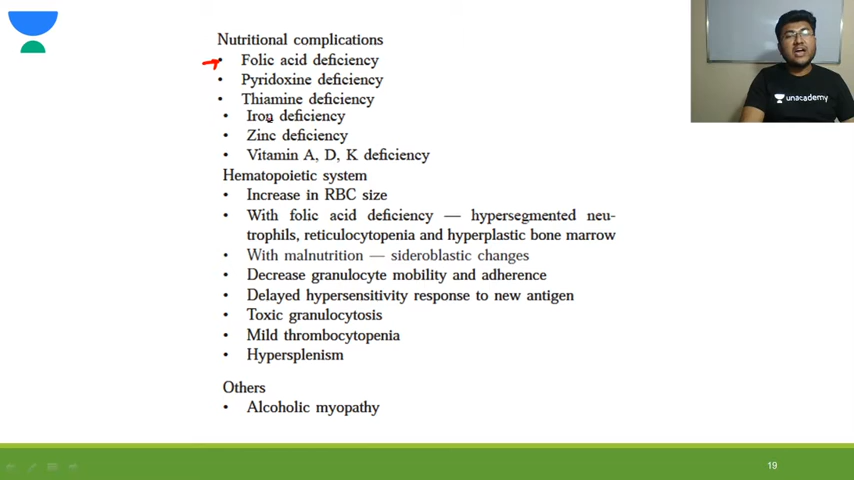 Nutritional complications
• Folic acid deficiency
• Pyridoxine deficiency
• Thiamine deficiency
• Iron deficiency
• Zinc deficiency
• Vitamin A, D, K deficiency
Hematopoietic system
• Increase in RBC size
• With folic acid deficiency — hypersegmented neu-
trophils, reticulocytopenia and hyperplastic bone marrow
• With malnutrition — sideroblastic changes
• Decrease granulocyte mobility and adherence
• Delayed hypersensitivity response to new antigen
• Toxic granulocytosis
• Mild thrombocytopenia
• Hypersplenism
Others
• Alcoholic myopathy
unacademy
19